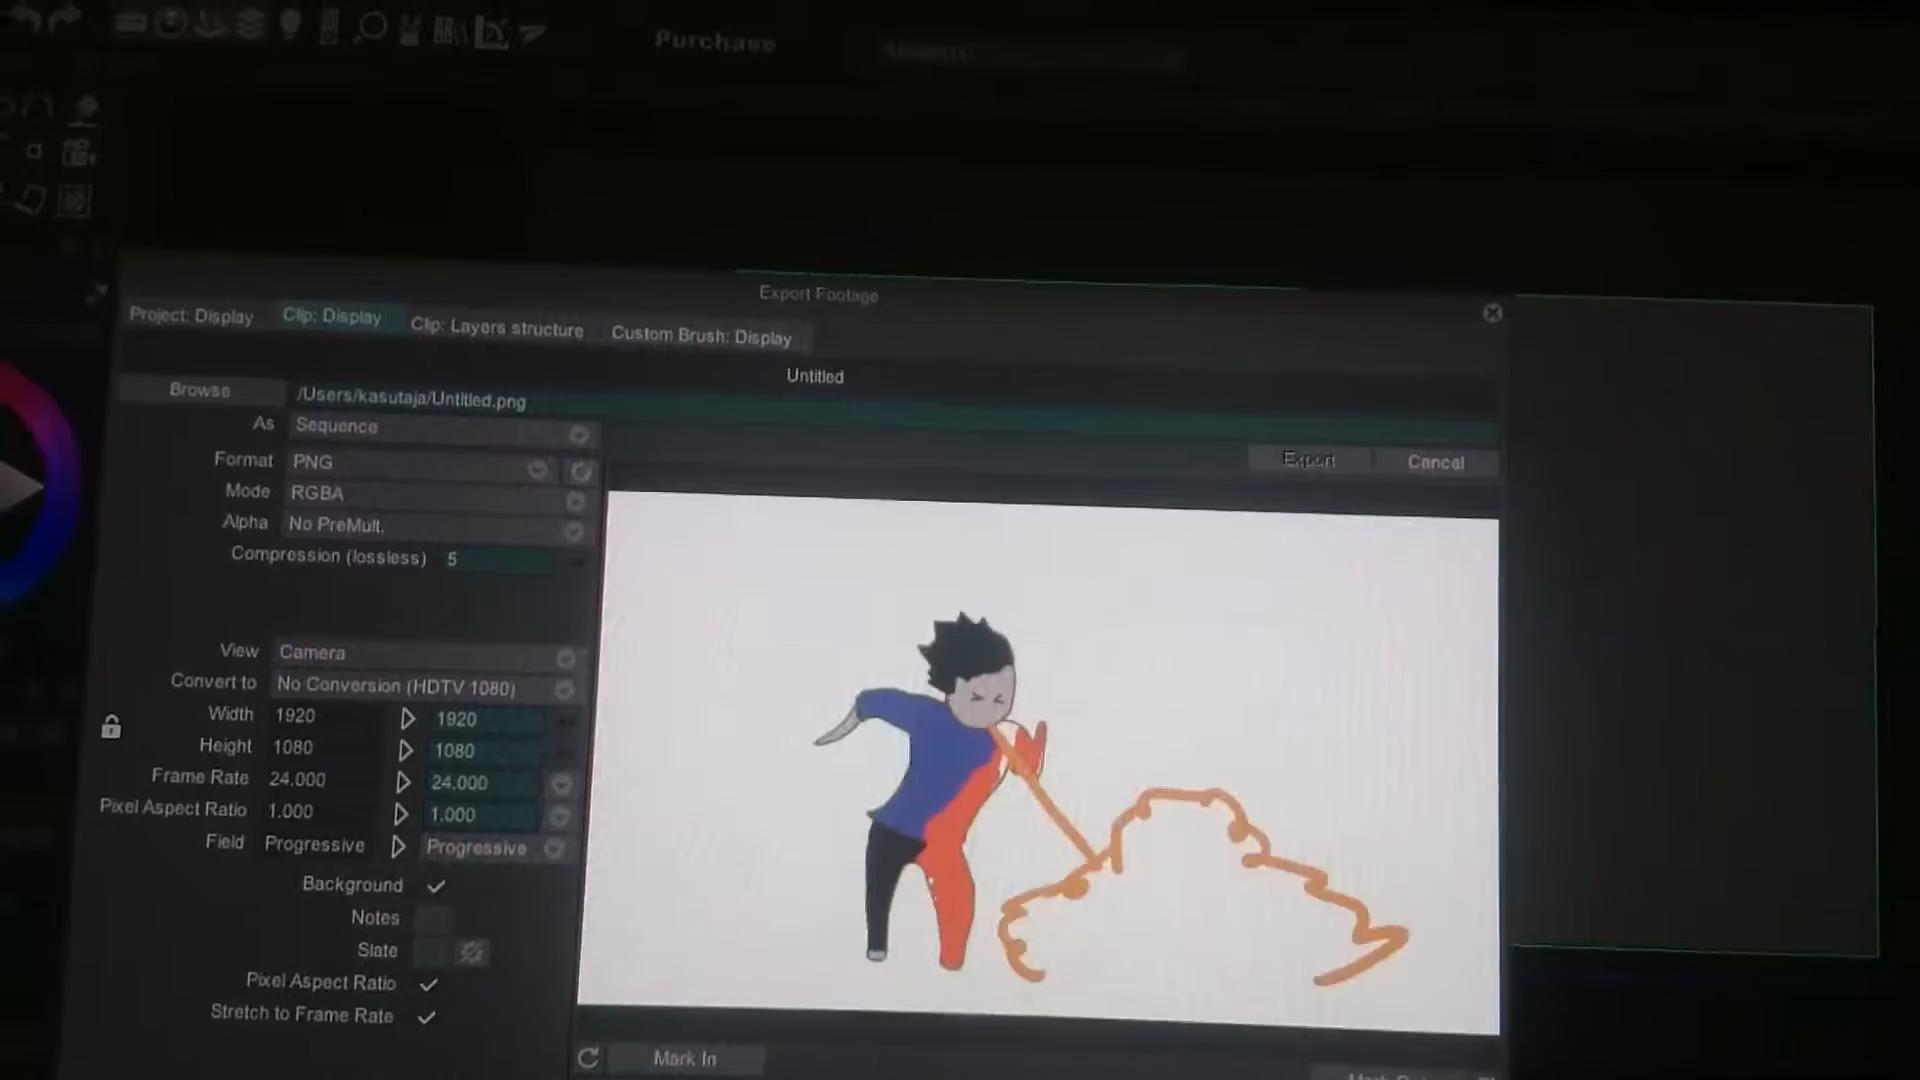 Purchase
Export Footage
Project: Display
Clip: Display
Clip: Layers structure
Custom Brush: Display
Untitled
Browse
/Users/kasutaja/Untitled.png
As
Sequence
Export
Cancel
Format
PNG
Mode
RGBA
Alpha
No PreMult.
Compression (lossless)
5
View
Camera
Convert to
No Conversion (HDTV 1080)
Width
1920
1920
Height
1080
1080
Frame Rate
24.000
24.000
Pixel Aspect Ratio
1.000
1.000
Field
Progressive
Progressive
Background
Notes
Slate
Pixel Aspect Ratio
Stretch to Frame Rate
Mark In